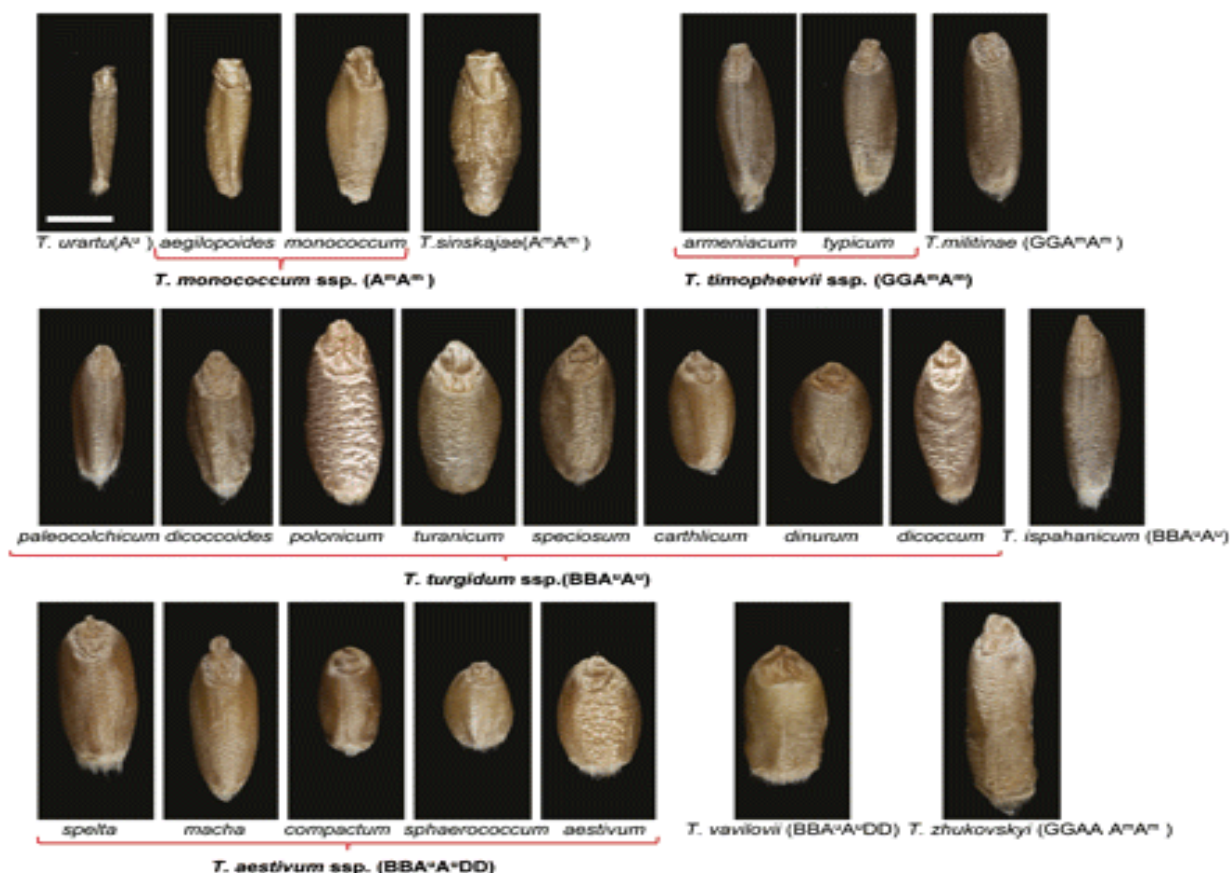 T. urartu(Aᵘ ) aegilopoides monococcum T.sinskajae(AᵐAᵐ) armeniacum typicum T.militinae (GGAᵐAᵐ)
T. monococcum ssp. (AᵐAᵐ ) T. timopheevii ssp. (GGAᵐAᵐ)
paleocolchicum dicoccoides polonicum turanicum speciosum carthlicum dinurum dicoccum T. ispahanicum (BBAᵘAᵘ)
T. turgidum ssp.(BBAᵘAᵘ)
spelta macha compactum sphaerococcum aestivum T. vavilovii (BBAᵘAᵘDD) T. zhukovskyi (GGAA AᵐAᵐ )
T. aestivum ssp. (BBAᵘAᵘDD)